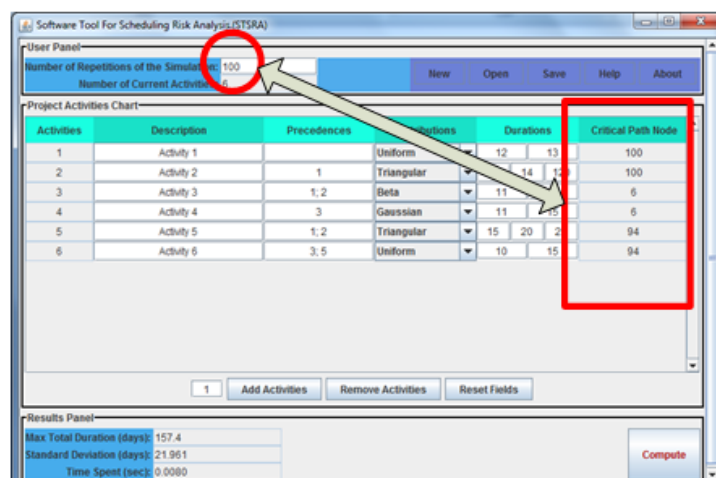 Software Tool For Scheduling Risk Analysis (STSRA)
User Panel
Number of Repetitions of the Simulation: 100
Number of Current Activities: 6
New Open Save Help About
Project Activities Chart
Activities Description Precedences Durations Critical Path Node
1 Activity 1 Uniform 12 13 100
2 Activity 2 1 Triangular 14 100
3 Activity 3 1; 2 Beta 11 6
4 Activity 4 3 Gaussian 11 15 6
5 Activity 5 1; 2 Triangular 15 20 94
6 Activity 6 3; 5 Uniform 10 15 94
1 Add Activities Remove Activities Reset Fields
Results Panel
Max Total Duration (days): 157.4
Standard Deviation (days): 21.961
Time Spent (sec): 0.0080
Compute